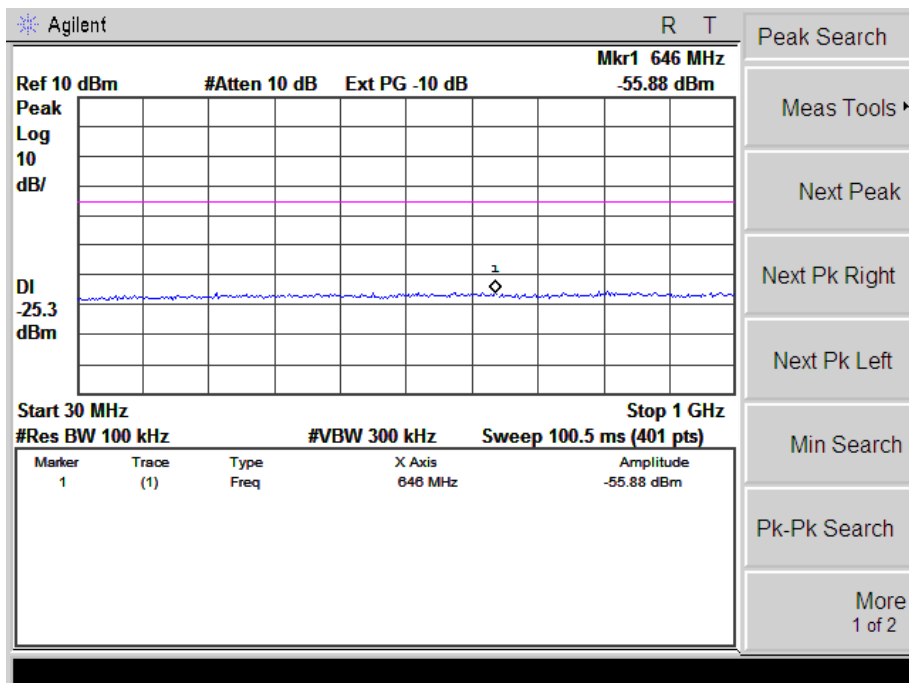 Agilent R T
Mkr1 646 MHz
Ref 10 dBm #Atten 10 dB Ext PG -10 dB -55.88 dBm
Peak
Log
10
dB/
1
DI
-25.3
dBm
Start 30 MHz Stop 1 GHz
#Res BW 100 kHz #VBW 300 kHz Sweep 100.5 ms (401 pts)
Marker Trace Type X Axis Amplitude
1 (1) Freq 646 MHz -55.88 dBm
Peak Search
Meas Tools
Next Peak
Next Pk Right
Next Pk Left
Min Search
Pk-Pk Search
More
1 of 2